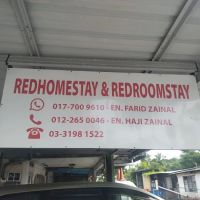 REDHOMESTAY & REDROOMSTAY
017-700 9610 - EN. FARID ZAINAL
012-265 0046 - EN. HAJI ZAINAL
03-3198 1522